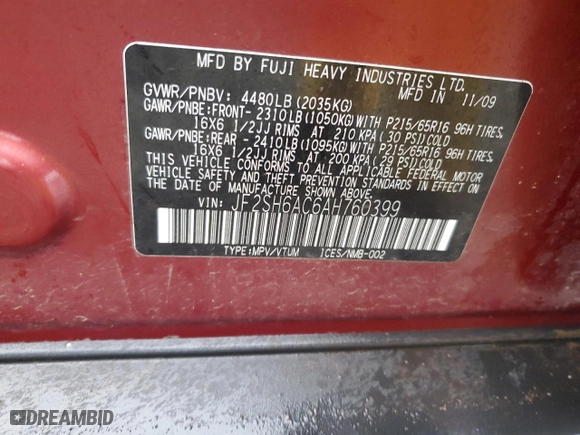 MFD BY FUJI HEAVY INDUSTRIES LTD.
MFD IN 11/09
GVWR/PNBV: 4480LB(2035KG)
GAWR/PNBE:FRONT- 2310LB(1050KG)WITH P215/65R16 96H TIRES,
16X6 1/2JJ RIMS AT 210 KPA(30 PSI)COLD
GAWR/PNBE:REAR - 2410LB(1095KG)WITH P215/65R16 96H TIRES,
16X6 1/2JJ RIMS AT 200 KPA(29 PSI)COLD
THIS VEHICLE CONFORMS TO ALL APPLICABLE FEDERAL MOTOR
VEHICLE SAFETY AND THEFT PREVENTION STANDARDS IN EFFECT
ON THE DATE OF MANUFACTURE SHOWN ABOVE.
VIN: JF2SH6AC6AH760399
TYPE:MPV/VTUM ICES/NMB-002
DREAMBID